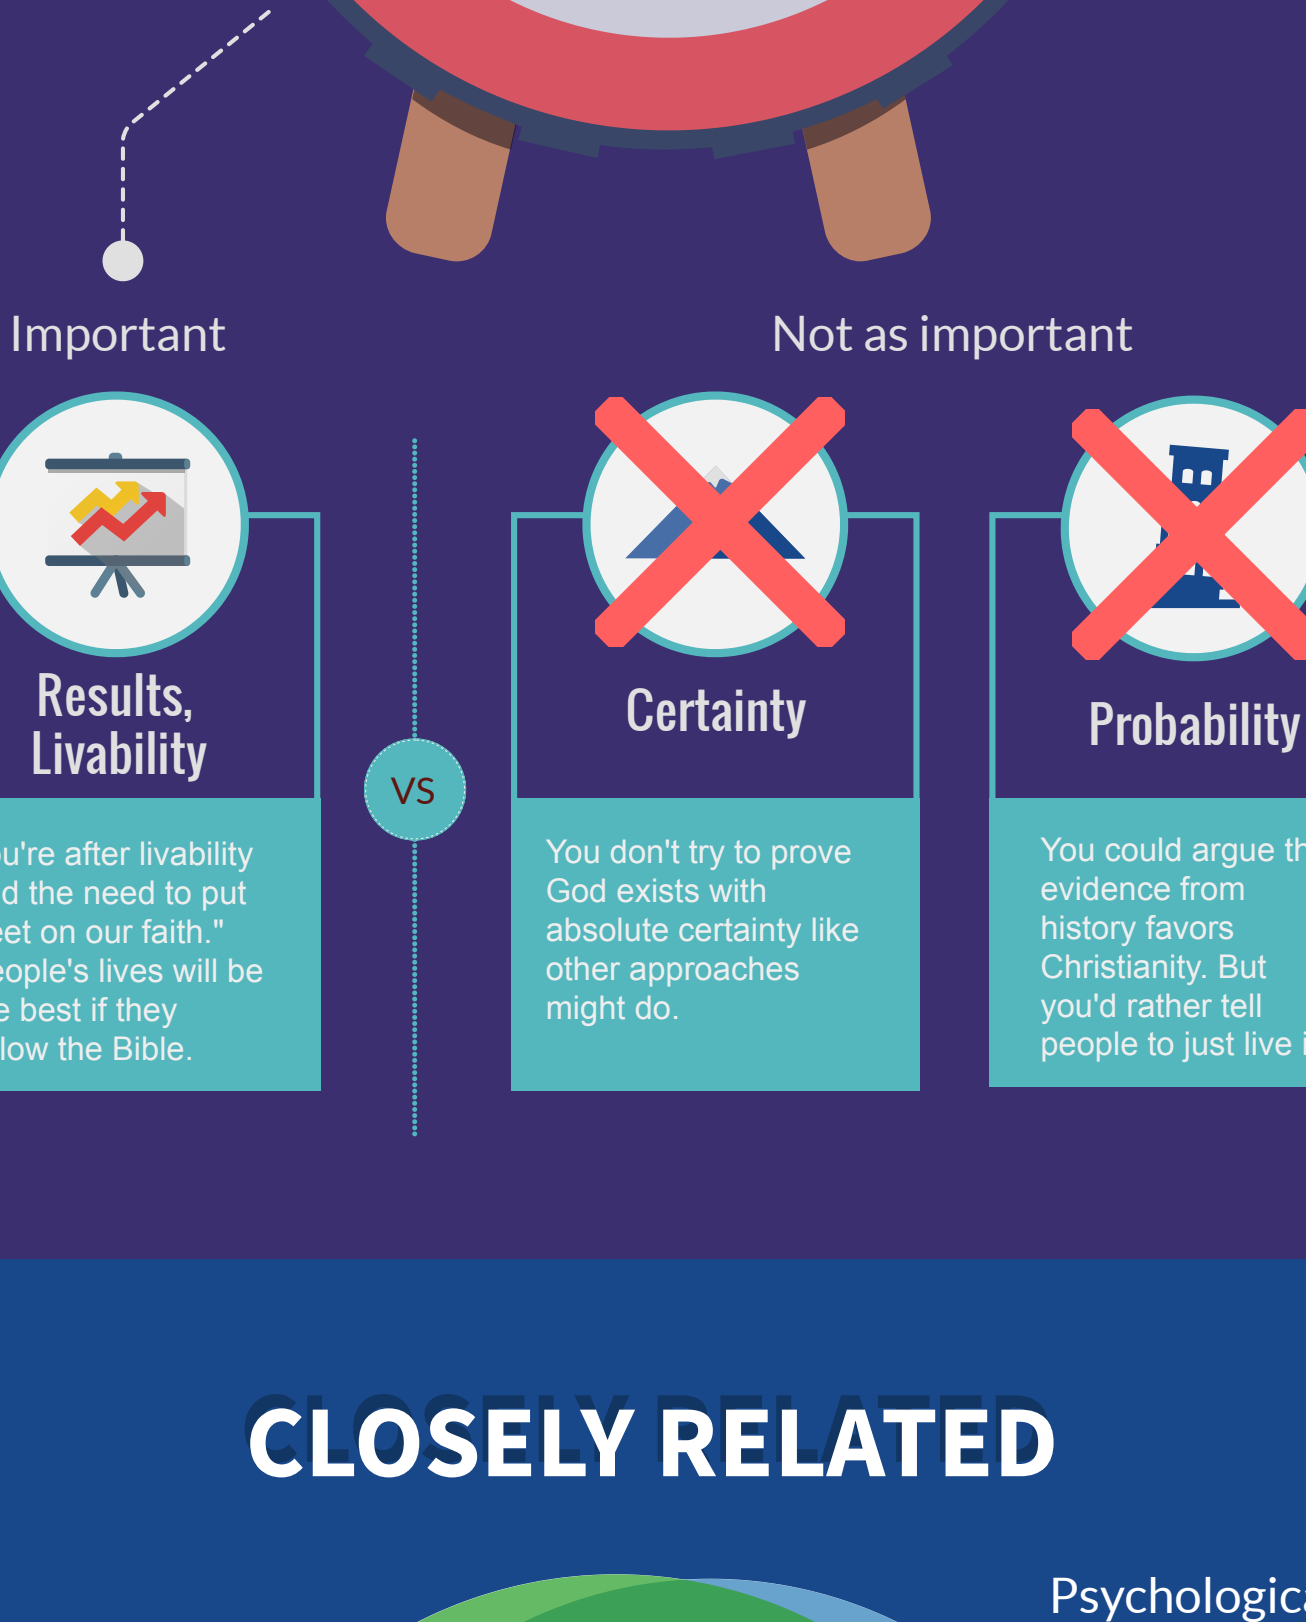 Important
Not as important
Results,
Livability
VS
Certainty
Probability
u're after livability
d the need to put
et on our faith."
eople's lives will be
e best if they
low the Bible.
You don't try to prove
God exists with
absolute certainty like
other approaches
might do.
You could argue th
evidence from
history favors
Christianity. But
you'd rather tell
people to just live i
CLOSELY RELATED
Psychologica